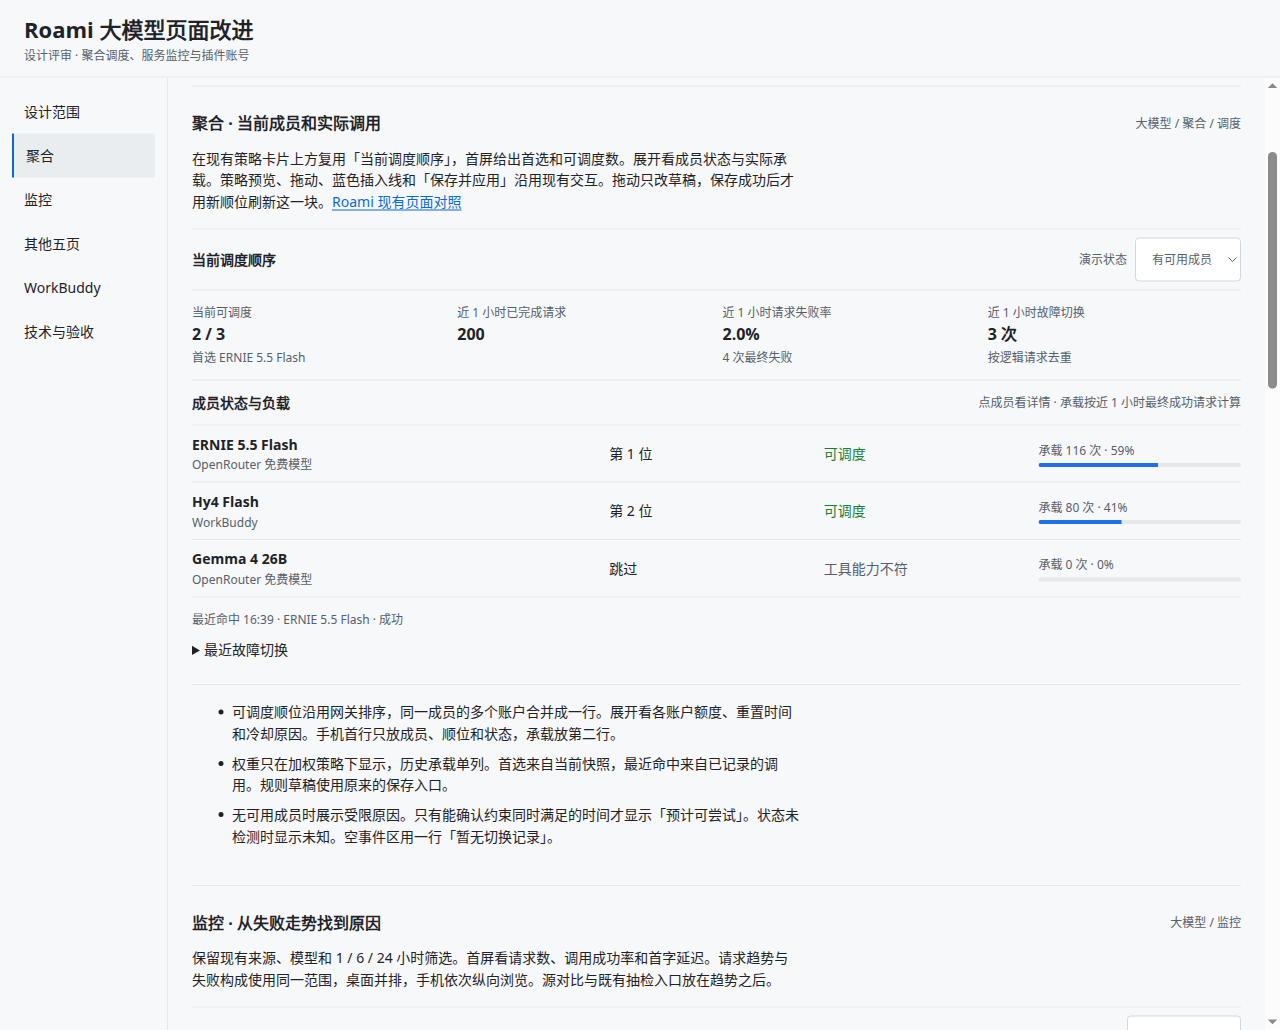 Roami 大模型页面改进
设计评审 · 聚合调度、服务监控与插件账号
设计范围
聚合
监控
其他五页
WorkBuddy
技术与验收
聚合 · 当前成员和实际调用
大模型 / 聚合 / 调度
在现有策略卡片上方复用「当前调度顺序」，首屏给出首选和可调度数。展开看成员状态与实际承
载。策略预览、拖动、蓝色插入线和「保存并应用」沿用现有交互。拖动只改草稿，保存成功后才
用新顺位刷新这一块。Roami 现有页面对照
当前调度顺序
演示状态
有可用成员
当前可调度
2 / 3
首选 ERNIE 5.5 Flash
近 1 小时已完成请求
200
近 1 小时请求失败率
2.0%
4 次最终失败
近 1 小时故障切换
3 次
按逻辑请求去重
成员状态与负载
点成员看详情 · 承载按近 1 小时最终成功请求计算
ERNIE 5.5 Flash
OpenRouter 免费模型
第 1 位
可调度
承载 116 次 · 59%
Hy4 Flash
WorkBuddy
第 2 位
可调度
承载 80 次 · 41%
Gemma 4 26B
OpenRouter 免费模型
跳过
工具能力不符
承载 0 次 · 0%
最近命中 16:39 · ERNIE 5.5 Flash · 成功
最近故障切换
可调度顺位沿用网关排序，同一成员的多个账户合并成一行。展开看各账户额度、重置时间
和冷却原因。手机首行只放成员、顺位和状态，承载放第二行。
权重只在加权策略下显示，历史承载单列。首选来自当前快照，最近命中来自已记录的调
用。规则草稿使用原来的保存入口。
无可用成员时展示受限原因。只有能确认约束同时满足的时间才显示「预计可尝试」。状态未
检测时显示未知。空事件区用一行「暂无切换记录」。
监控 · 从失败走势找到原因
大模型 / 监控
保留现有来源、模型和 1 / 6 / 24 小时筛选。首屏看请求数、调用成功率和首字延迟。请求趋势与
失败构成使用同一范围，桌面并排，手机依次纵向浏览。源对比与既有抽检入口放在趋势之后。